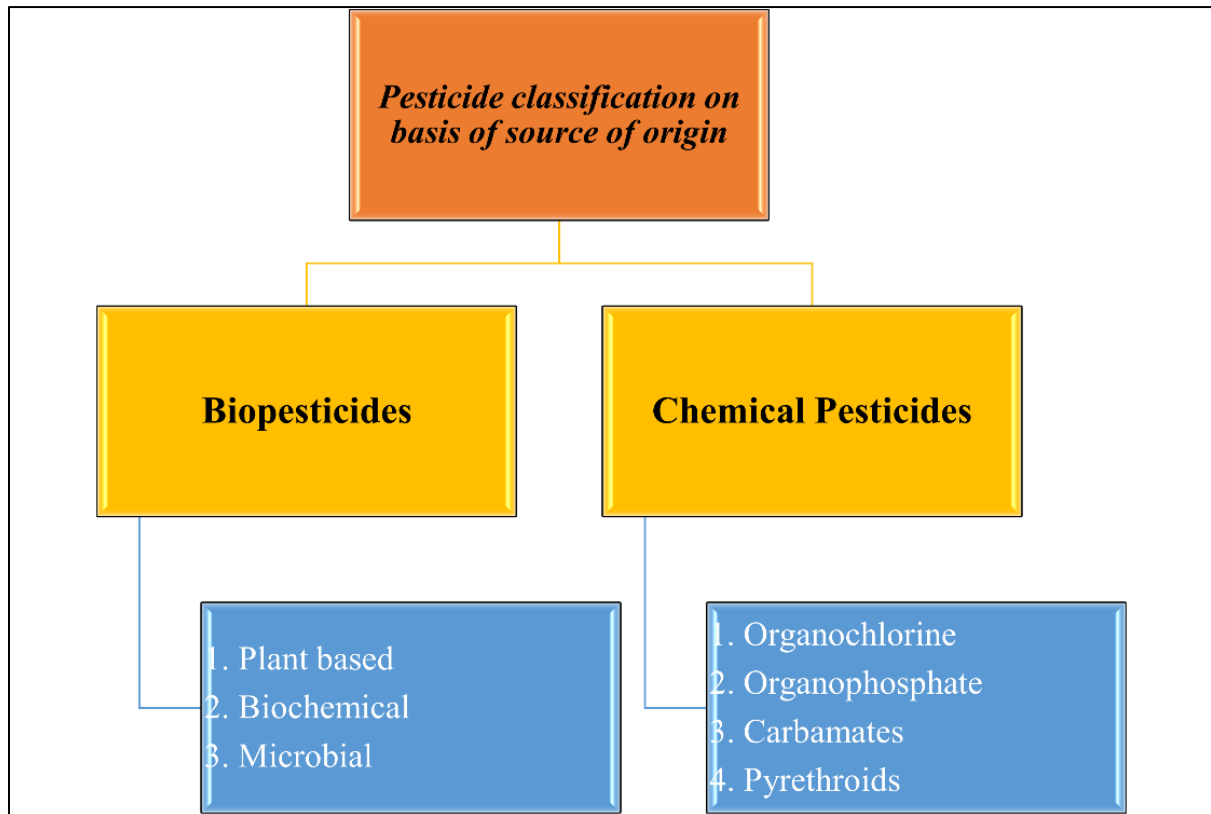 Pesticide classification on
basis of source of origin
Biopesticides
Chemical Pesticides
1. Plant based
2. Biochemical
3. Microbial
1. Organochlorine
2. Organophosphate
3. Carbamates
4. Pyrethroids